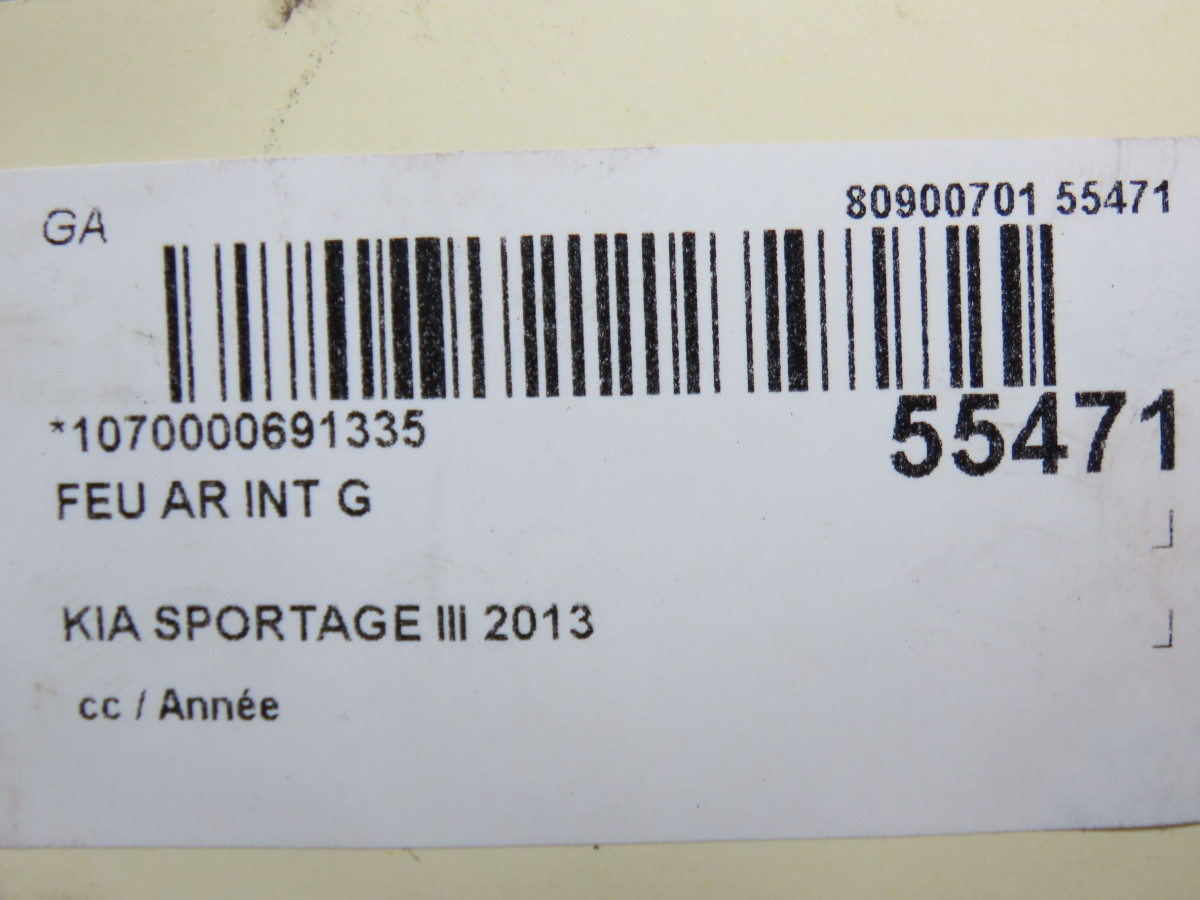 GA
80900701 55471
*1070000691335
55471
FEU AR INT G
KIA SPORTAGE IIi 2013
cc / Année